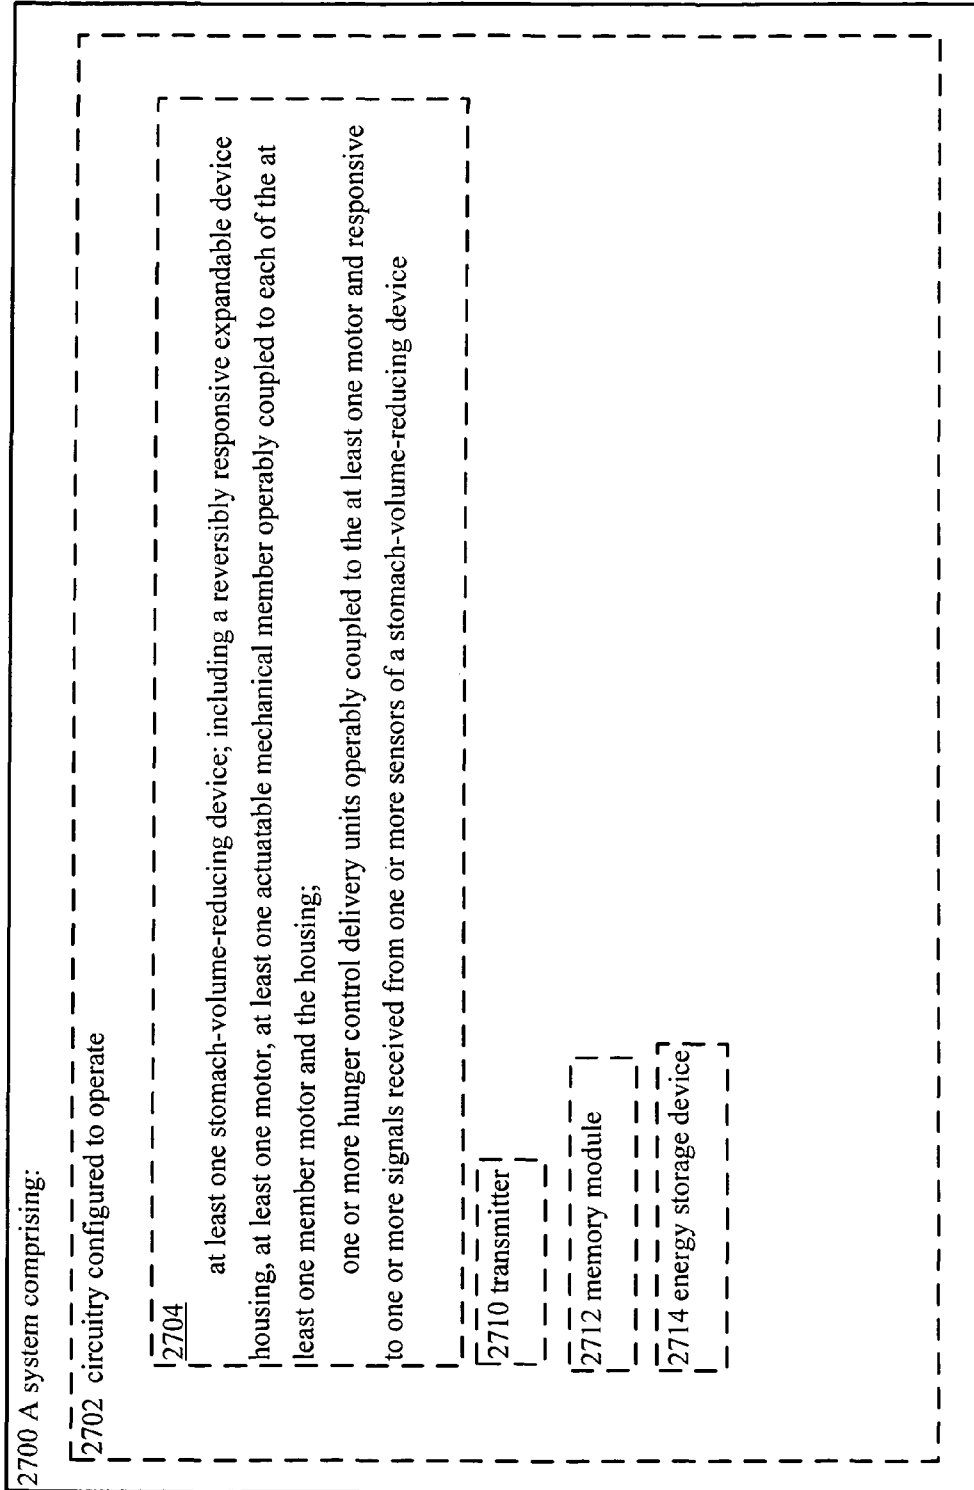 2700 A system comprising:
2702 circuitry configured to operate
2704
at least one stomach-volume-reducing device; including a reversibly responsive expandable device
housing, at least one motor, at least one actuatable mechanical member operably coupled to each of the at
least one member motor and the housing;
one or more hunger control delivery units operably coupled to the at least one motor and responsive
to one or more signals received from one or more sensors of a stomach-volume-reducing device
2710 transmitter
2712 memory module
2714 energy storage device